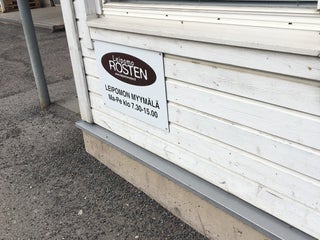 Leipomo
ROSTEN
LEIPOMON MYYMÄLÄ
Ma-Pe klo 7.30-15.00